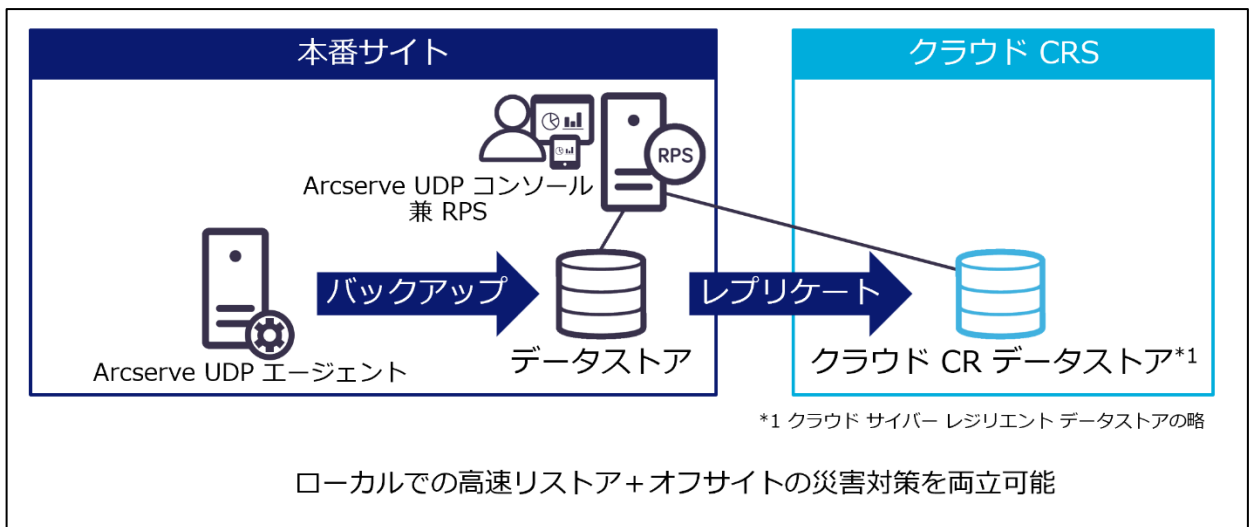 本番サイト
クラウド CRS
RPS
Arcserve UDP コンソール
兼 RPS
バックアップ
レプリケート
Arcserve UDP エージェント
データストア
クラウド CR データストア*1
*1 クラウド サイバー レジリエント データストアの略
ローカルでの高速リストア＋オフサイトの災害対策を両立可能